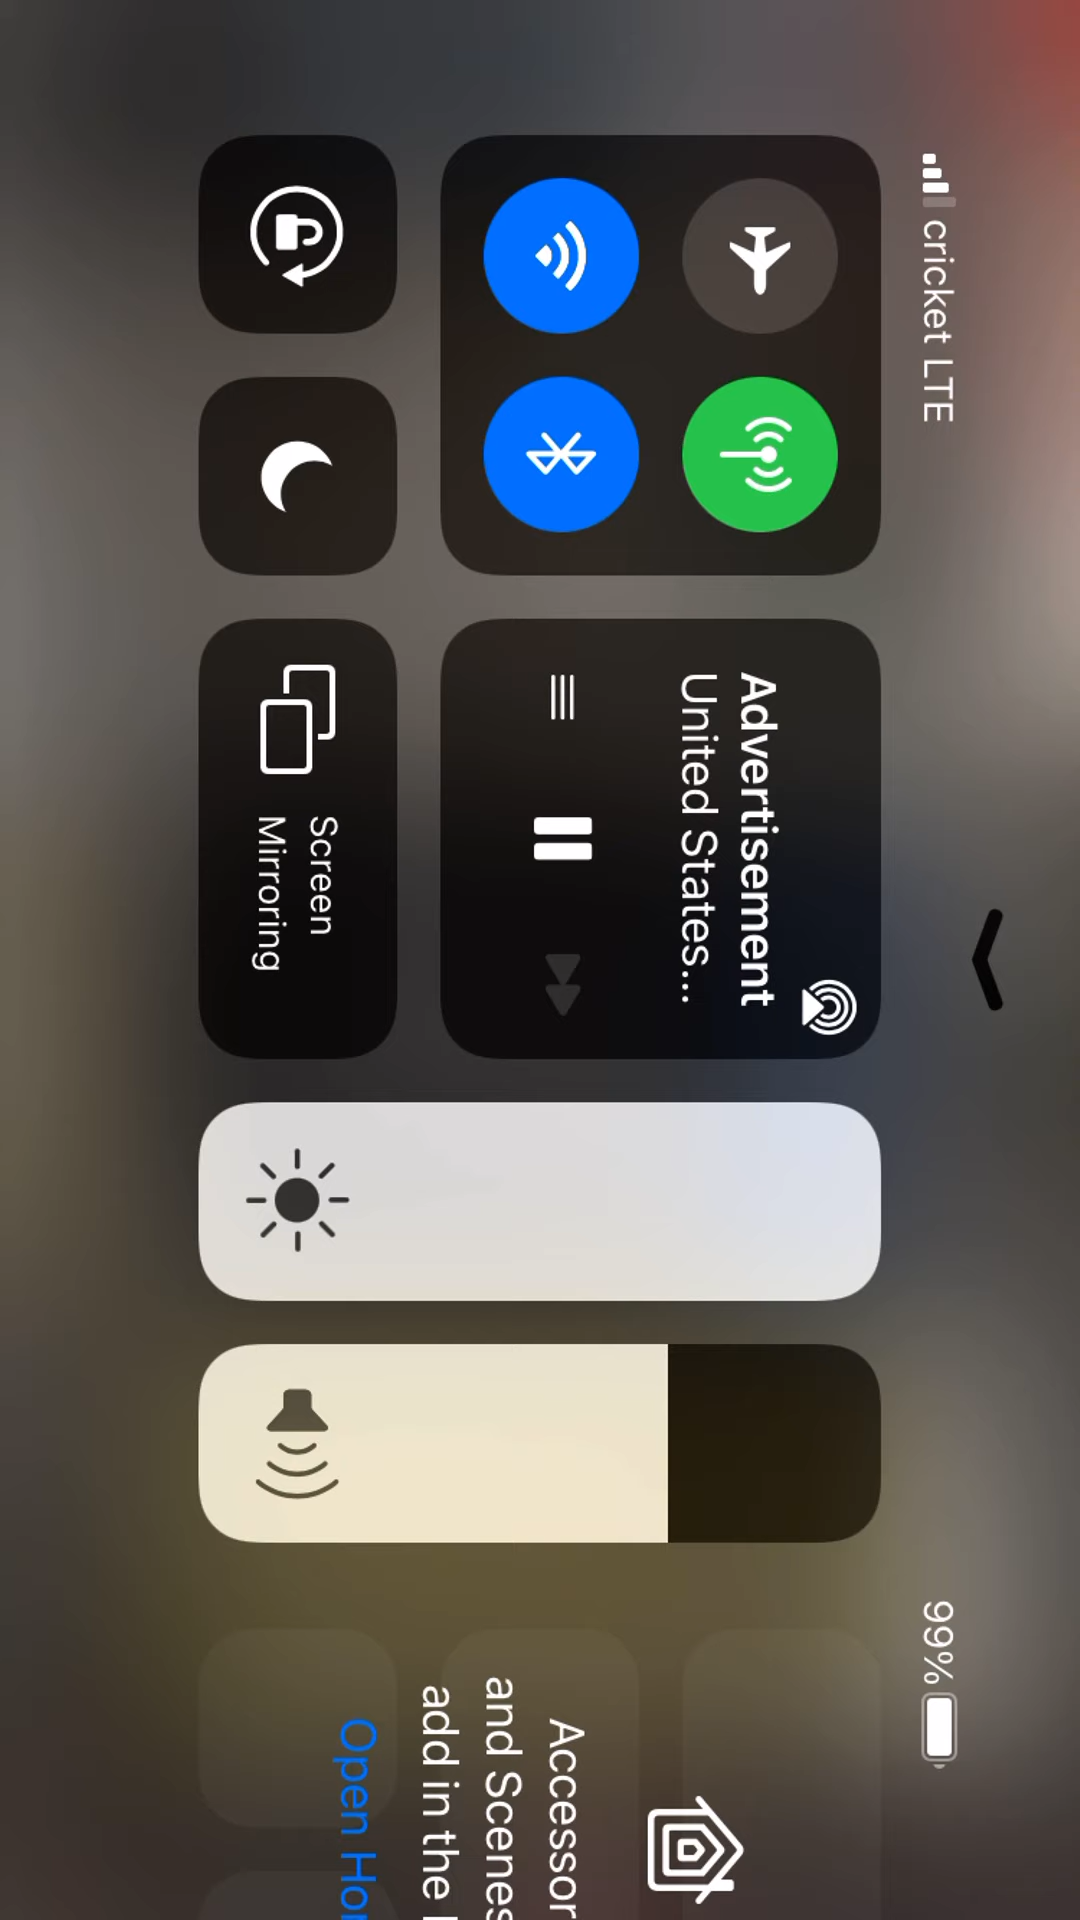 cricket LTE
99%
Advertisement
United States...
Screen
Mirroring
Accessor
and Scenes
add in the
Open Ho